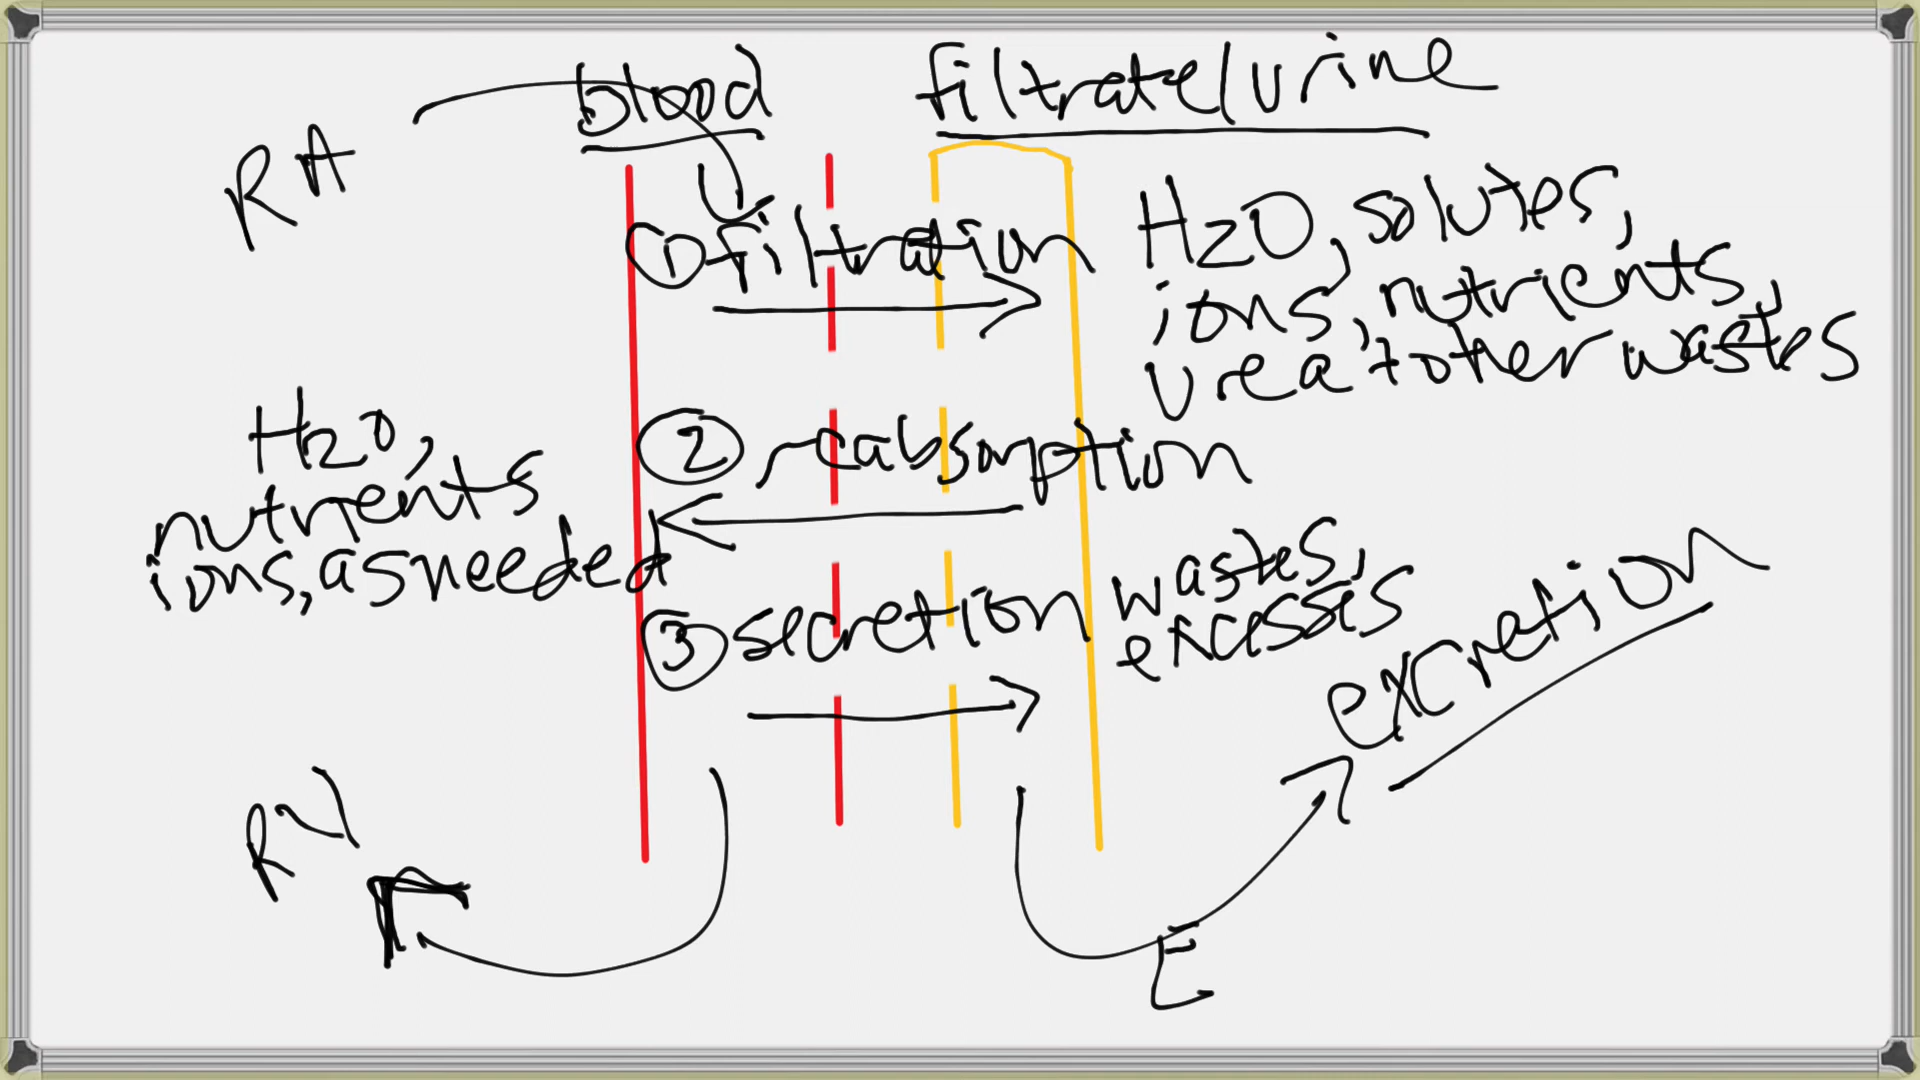 blood
filtrate/urine
RA
① filtration
H2O, solutes,
ions, nutrients,
urea + other wastes
H2O,
nutrients
ions, as needed
② reabsorption
③ secretion
wastes,
excesses
excretion
RV
E